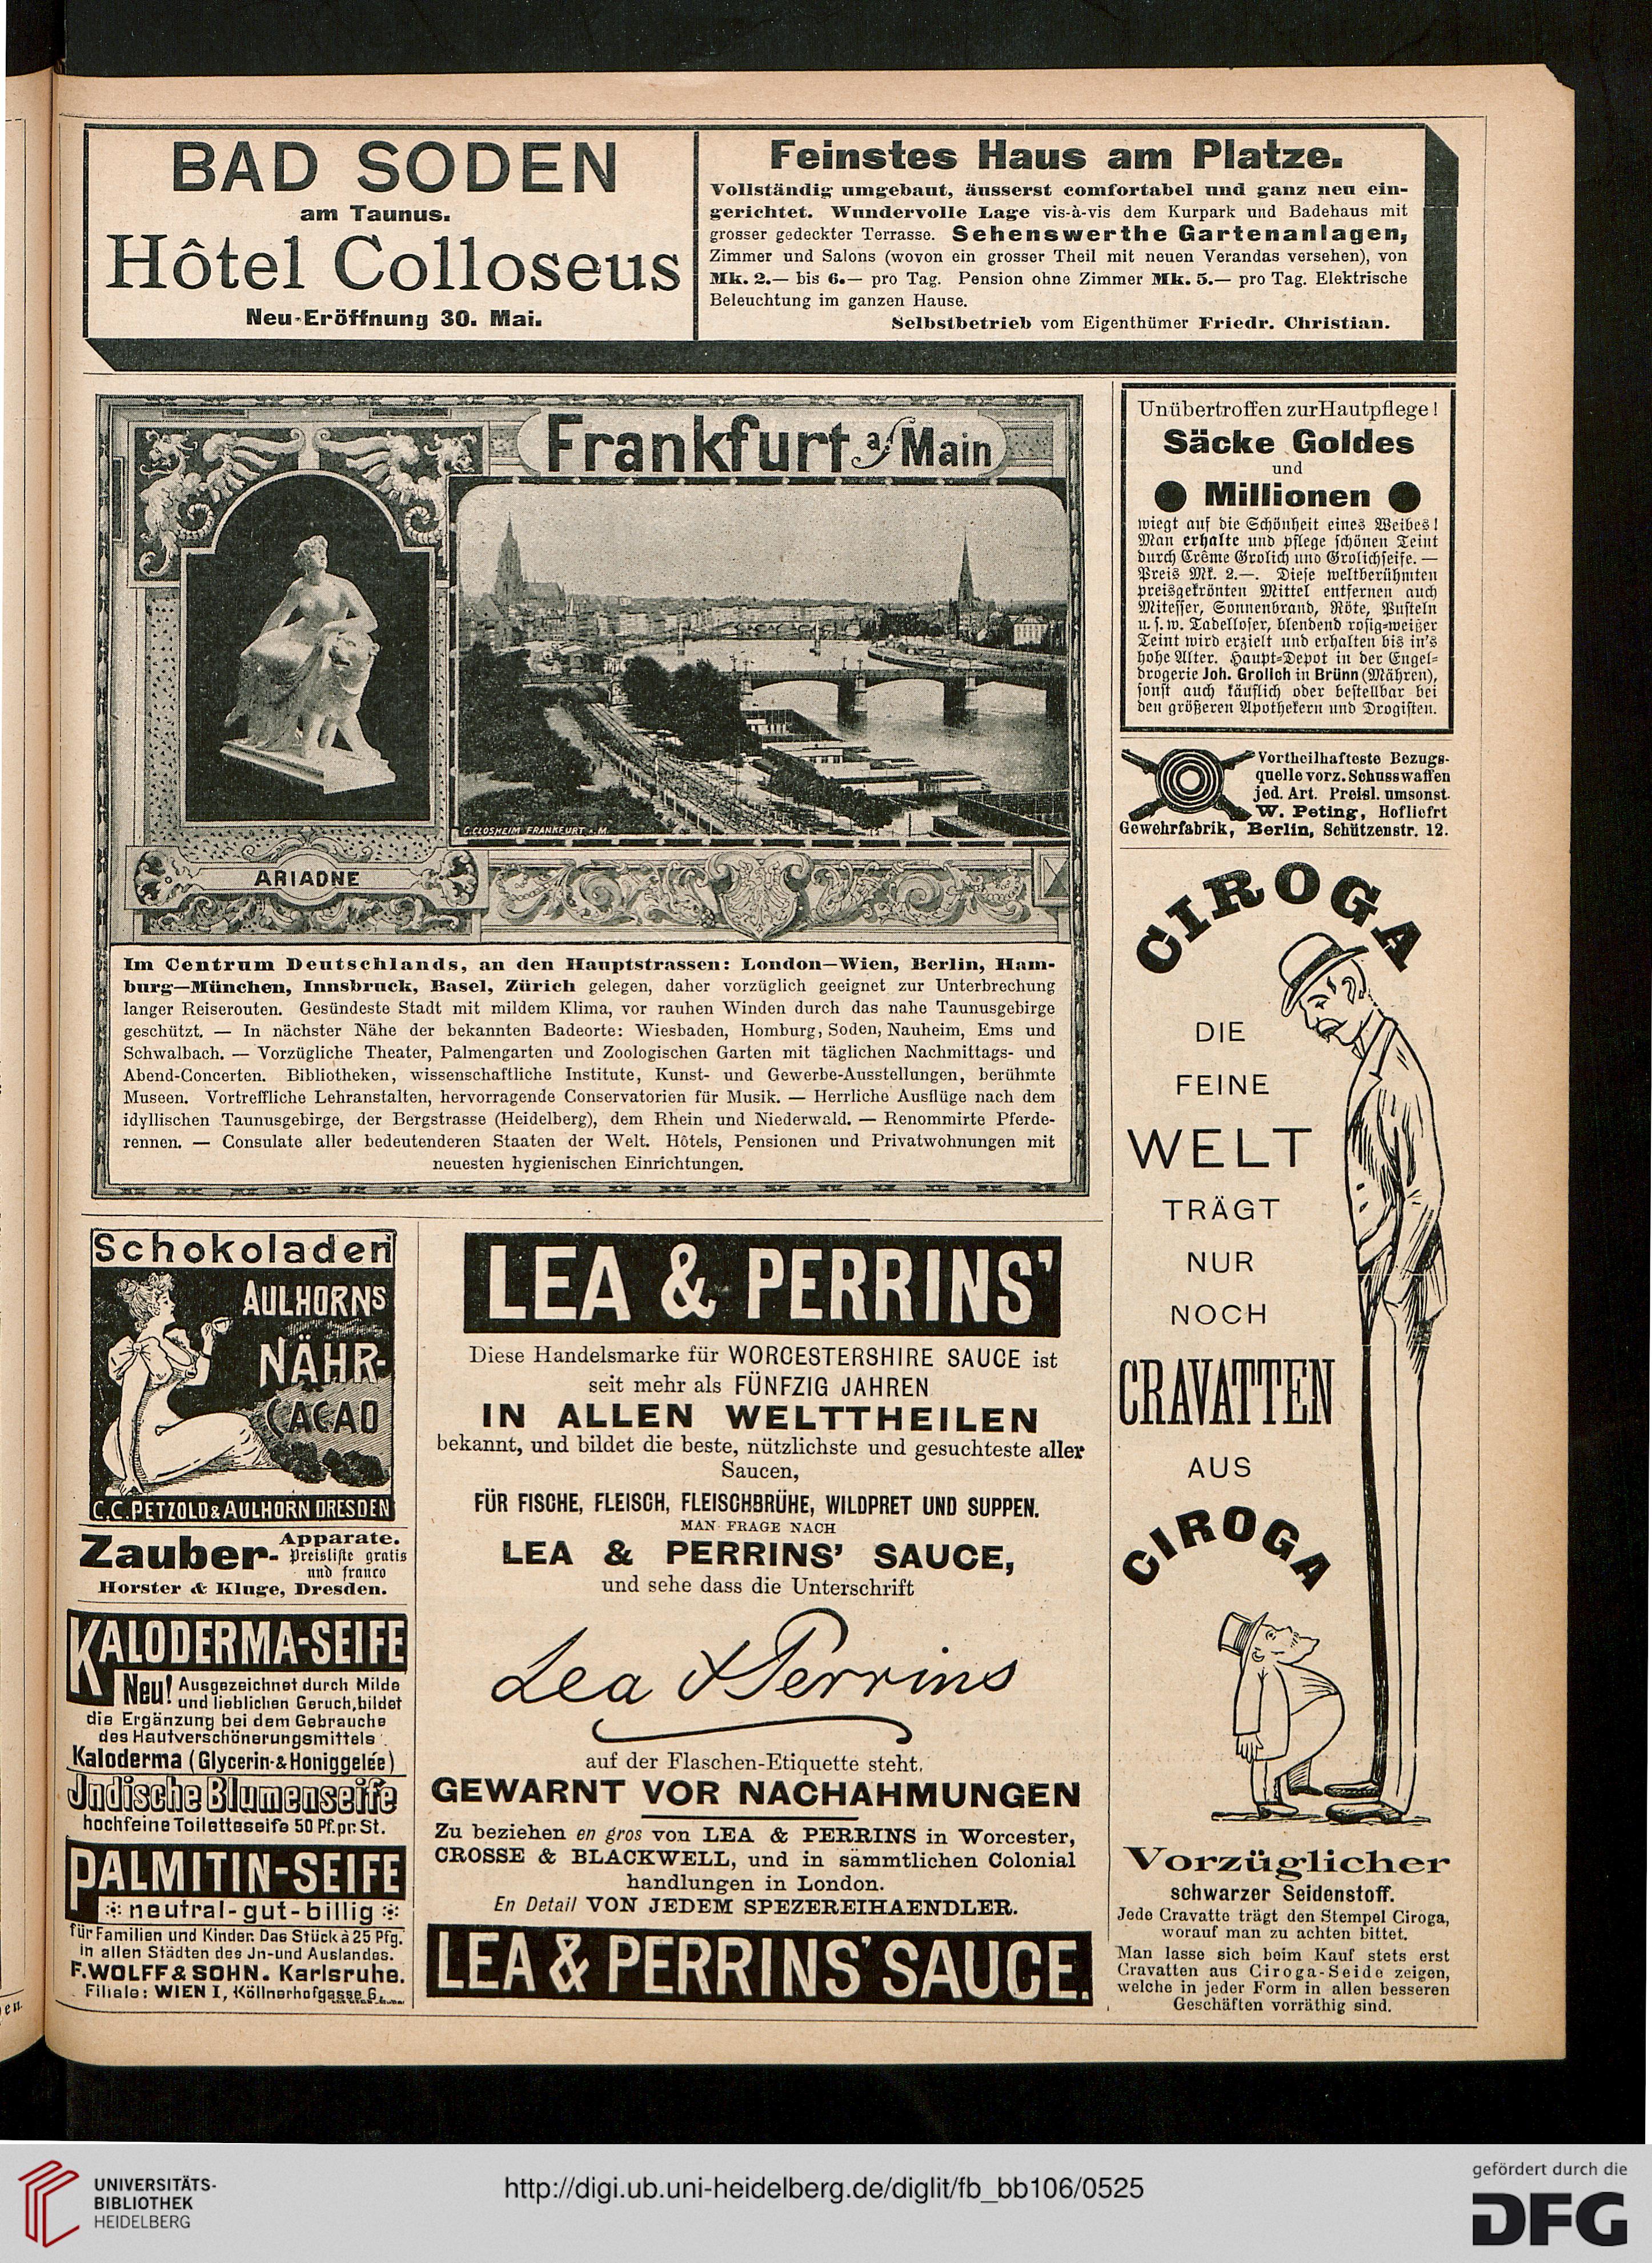 BAD SODEN
am Taunus.
Hôtel Colloseus
Neu-Eröffnung 30. Mai.
Feinstes Haus am Platze.
Vollständig umgebaut, äusserst comfortabel und ganz neu ein-
gerichtet. Wundervolle Lage vis-à-vis dem Kurpark und Badehaus mit
grosser gedeckter Terrasse. Sehenswerthe Gartenanlagen,
Zimmer und Salons (wovon ein grosser Theil mit neuen Verandas versehen), von
Mk. 2.— bis 6.— pro Tag. Pension ohne Zimmer Mk. 5.— pro Tag. Elektrische
Beleuchtung im ganzen Hause.
Selbstbetrieb vom Eigenthümer Friedr. Christian.
Frankfurt a/ Main
C. CLOSHEIM FRANKFURT a. M.
ARIADNE
Im Centrum Deutschlands, an den Hauptstrassen: London—Wien, Berlin, Ham-
burg—München, Innsbruck, Basel, Zürich gelegen, daher vorzüglich geeignet zur Unterbrechung
langer Reiserouten. Gesündeste Stadt mit mildem Klima, vor rauhen Winden durch das nahe Taunusgebirge
geschützt. — In nächster Nähe der bekannten Badeorte: Wiesbaden, Homburg, Soden, Nauheim, Ems und
Schwalbach. — Vorzügliche Theater, Palmengarten und Zoologischen Garten mit täglichen Nachmittags- und
Abend-Concerten. Bibliotheken, wissenschaftliche Institute, Kunst- und Gewerbe-Ausstellungen, berühmte
Museen. Vortreffliche Lehranstalten, hervorragende Conservatorien für Musik. — Herrliche Ausflüge nach dem
idyllischen Taunusgebirge, der Bergstrasse (Heidelberg), dem Rhein und Niederwald. — Renommirte Pferde-
rennen. — Consulate aller bedeutenderen Staaten der Welt. Hôtels, Pensionen und Privatwohnungen mit
neuesten hygienischen Einrichtungen.
Unübertroffen zur Hautpflege!
Säcke Goldes
und
Millionen
wiegt auf die Schönheit eines Weibes!
Man erhalte und pflege schönen Teint
durch Crême Grolich und Grolichseife. —
Preis Mk. 2.—. Diese weltberühmten
preisgekrönten Mittel entfernen auch
Mitesser, Sonnenbrand, Röte, Pusteln
u. s. w. Tadelloser, blendend rosig-weißer
Teint wird erzielt und erhalten bis in's
hohe Alter. Haupt-Depot in der Engel-
drogerie Joh. Grolich in Brünn (Mähren),
sonst auch käuflich oder bestellbar bei
den größeren Apothekern und Drogisten.
Vortheilhafteste Bezugs-
quelle vorz. Schusswaffen
jed. Art. Preisl. umsonst.
W. Peting, Hofliefrt
Gewehrfabrik, Berlin, Schützenstr. 12.
CIROGA
DIE
FEINE
WELT
TRÄGT
NUR
NOCH
CRAVATTEN
AUS
CIROGA
Vorzüglicher
schwarzer Seidenstoff.
Jede Cravatte trägt den Stempel Ciroga,
worauf man zu achten bittet.
Man lasse sich beim Kauf stets erst
Cravatten aus Ciroga-Seide zeigen,
welche in jeder Form in allen besseren
Geschäften vorräthig sind.
Schokoladen
AULHORNS
NÄHR-
CACAO
C.C. PETZOLD & AULHORN DRESDEN
Zauber-Apparate.
Preisliste gratis
und franco
Horster & Kluge, Dresden.
KALODERMA-SEIFE
Neu! Ausgezeichnet durch Milde
und lieblichen Geruch, bildet
die Ergänzung bei dem Gebrauche
des Hautverschönerungsmittels
Kaloderma (Glycerin-& Honiggelée)
Jndische Blumenseife
hochfeine Toiletteseife 50 Pf. pr. St.
PALMITIN-SEIFE
neutral-gut-billig
für Familien und Kinder. Das Stück à 25 Pfg.
in allen Städten des Jn-und Auslandes.
F. WOLFF & SOHN. Karlsruhe.
Filiale: WIEN I, Köllnerhofgasse 6.
LEA & PERRINS'
Diese Handelsmarke für WORCESTERSHIRE SAUCE ist
seit mehr als FÜNFZIG JAHREN
IN ALLEN WELTTHEILEN
bekannt, und bildet die beste, nützlichste und gesuchteste aller
Saucen,
FÜR FISCHE, FLEISCH, FLEISCHBRÜHE, WILDPRET UND SUPPEN.
MAN FRAGE NACH
LEA & PERRINS' SAUCE,
und sehe dass die Unterschrift
Lea & Perrins
auf der Flaschen-Etiquette steht.
GEWARNT VOR NACHAHMUNGEN
Zu beziehen en gros von LEA & PERRINS in Worcester,
CROSSE & BLACKWELL, und in sämmtlichen Colonial
handlungen in London.
En Detail VON JEDEM SPEZEREIHAENDLER.
LEA & PERRINS' SAUCE.
UNIVERSITÄTS-
BIBLIOTHEK
HEIDELBERG
http://digi.ub.uni-heidelberg.de/diglit/fb_bb106/0525
gefördert durch die
DFG